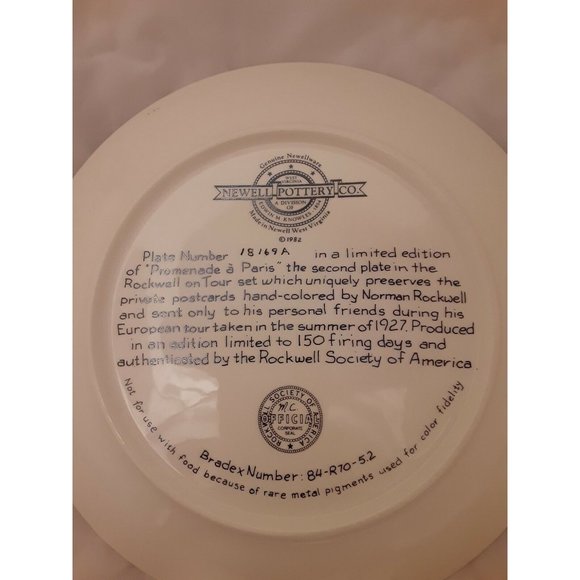 Genuine Newellware
WEST
VIRGINIA
NEWELL POTTERY CO.
A DIVISION
OF
EDWIN M. KNOWLES
Made in Newell West Virginia
©1982
Plate Number 18169A in a limited edition
of "Promenade à Paris" the second plate in the
Rockwell on Tour set which uniquely preserves the
private postcards hand-colored by Norman Rockwell
and sent only to his personal friends during his
European tour taken in the summer of 1927. Produced
in an edition limited to 150 firing days and
authenticated by the Rockwell Society of America.
ROCKWELL SOCIETY OF AMERICA
M.C.
FFICIA
CORPORATE
SEAL
Bradex Number: 84-R70-5.2
Not for use with food because of rare metal pigments used for color fidelity